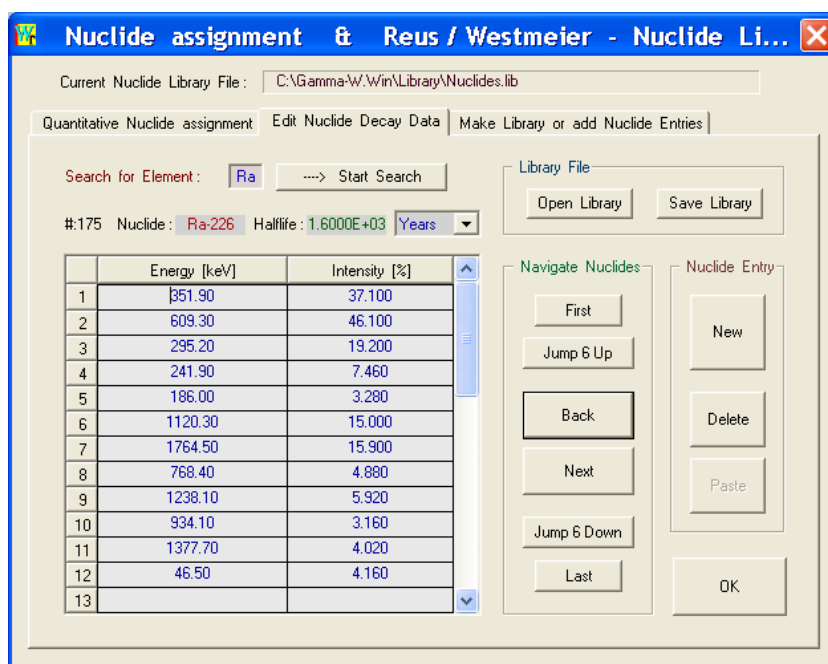 Nuclide assignment & Reus / Westmeier - Nuclide Li...
Current Nuclide Library File : C:\Gamma-W.Win\Library\Nuclides.lib
Quantitative Nuclide assignment Edit Nuclide Decay Data Make Library or add Nuclide Entries
Search for Element : Ra ----> Start Search
#:175 Nuclide : Ra-226 Halflife : 1.6000E+03 Years
Energy [keV] Intensity [%]
1 351.90 37.100
2 609.30 46.100
3 295.20 19.200
4 241.90 7.460
5 186.00 3.280
6 1120.30 15.000
7 1764.50 15.900
8 768.40 4.880
9 1238.10 5.920
10 934.10 3.160
11 1377.70 4.020
12 46.50 4.160
13
Library File
Open Library Save Library
Navigate Nuclides
First
Jump 6 Up
Back
Next
Jump 6 Down
Last
Nuclide Entry
New
Delete
Paste
OK